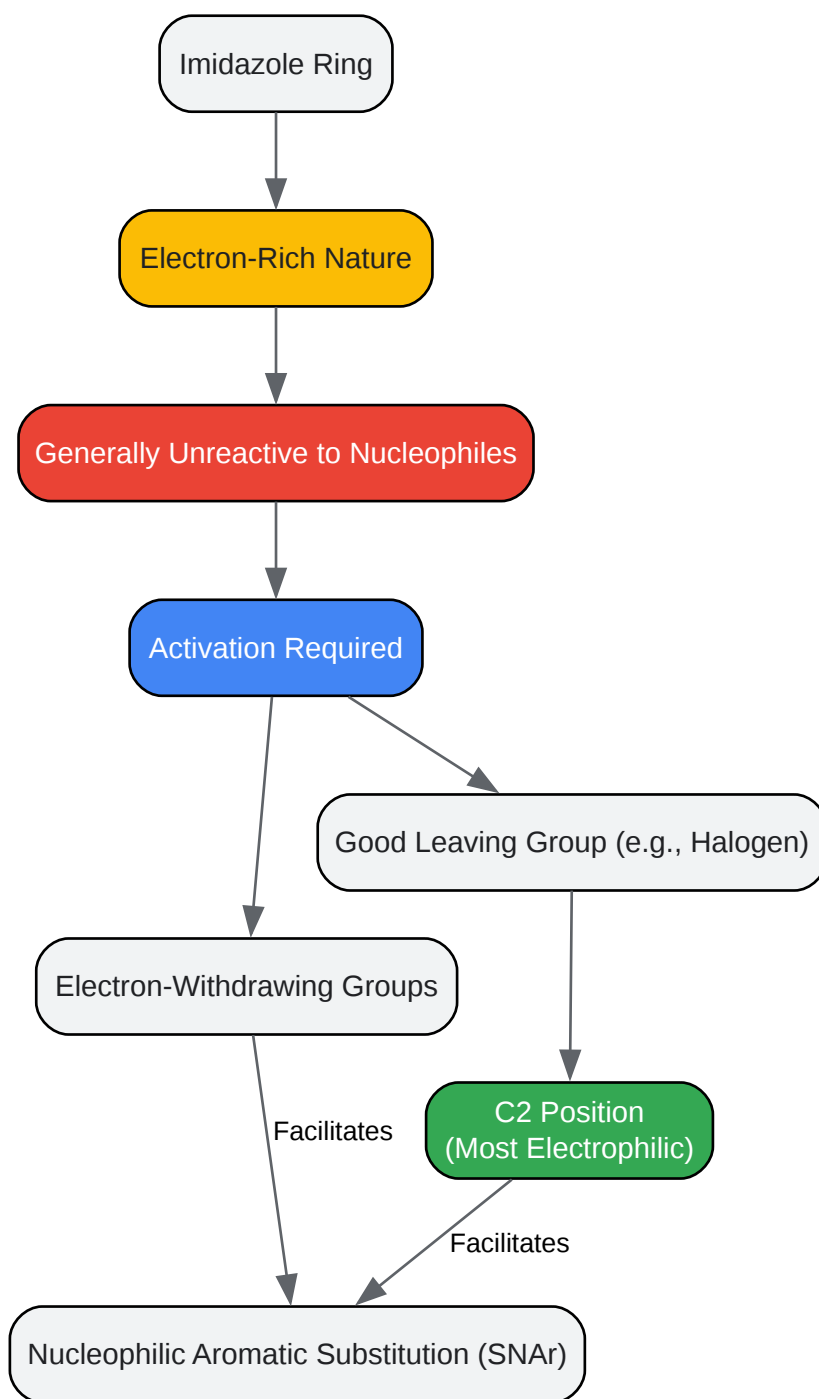 Imidazole Ring
Electron-Rich Nature
Generally Unreactive to Nucleophiles
Activation Required
Good Leaving Group (e.g., Halogen)
Electron-Withdrawing Groups
C2 Position
(Most Electrophilic)
Facilitates
Facilitates
Nucleophilic Aromatic Substitution (SNAr)